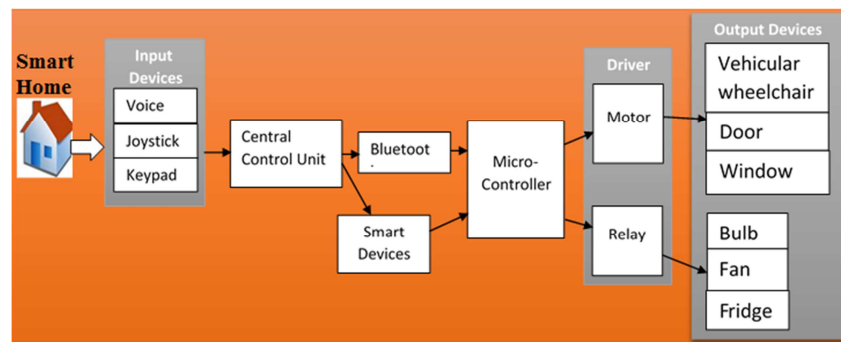 Smart
Home
Input
Devices
Voice
Joystick
Keypad
Central
Control Unit
Bluetoot
Smart
Devices
Micro-
Controller
Driver
Motor
Relay
Output Devices
Vehicular
wheelchair
Door
Window
Bulb
Fan
Fridge